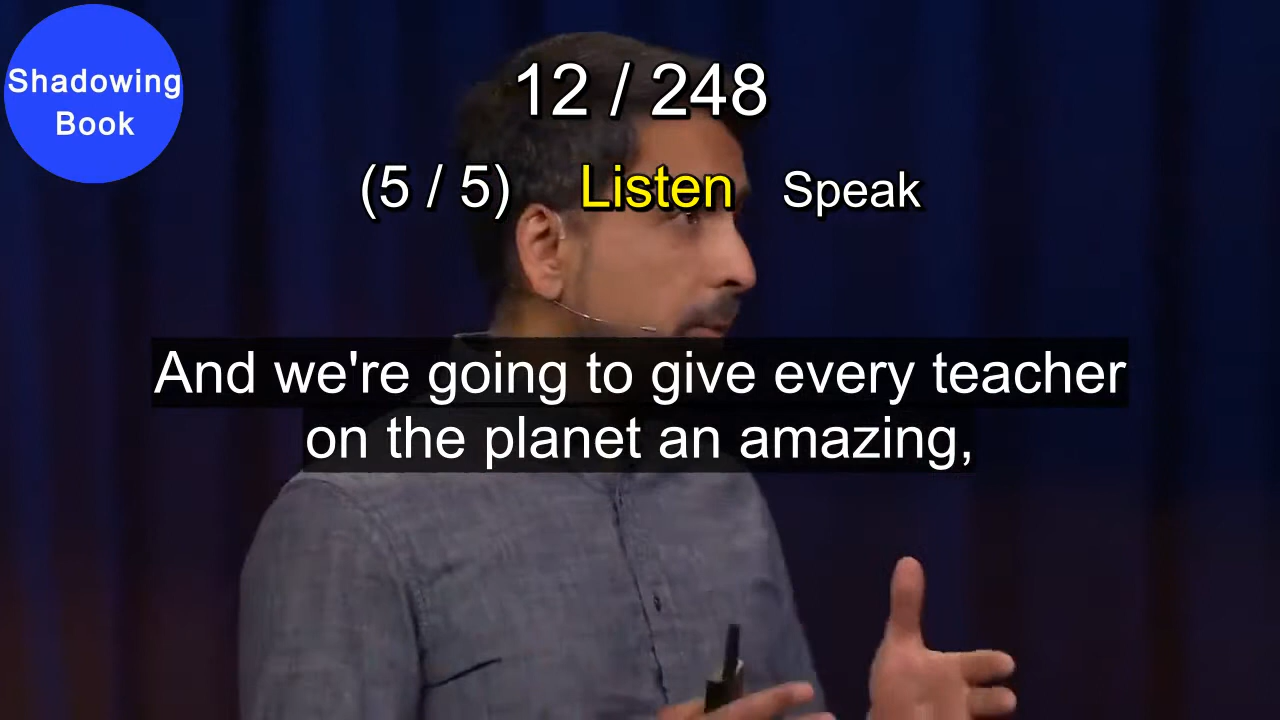 Shadowing
Book
12 / 248
(5 / 5) Listen Speak
And we're going to give every teacher
on the planet an amazing,